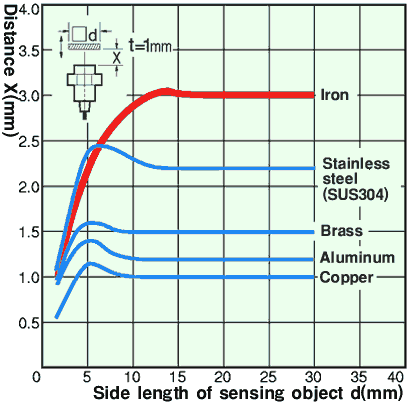 Distance X(mm)
4.0
3.5
3.0
2.5
2.0
1.5
1.0
0.5
0
d
t=1mm
X
Iron
Stainless
steel
(SUS304)
Brass
Aluminum
Copper
5 10 15 20 25 30 35 40
Side length of sensing object d(mm)